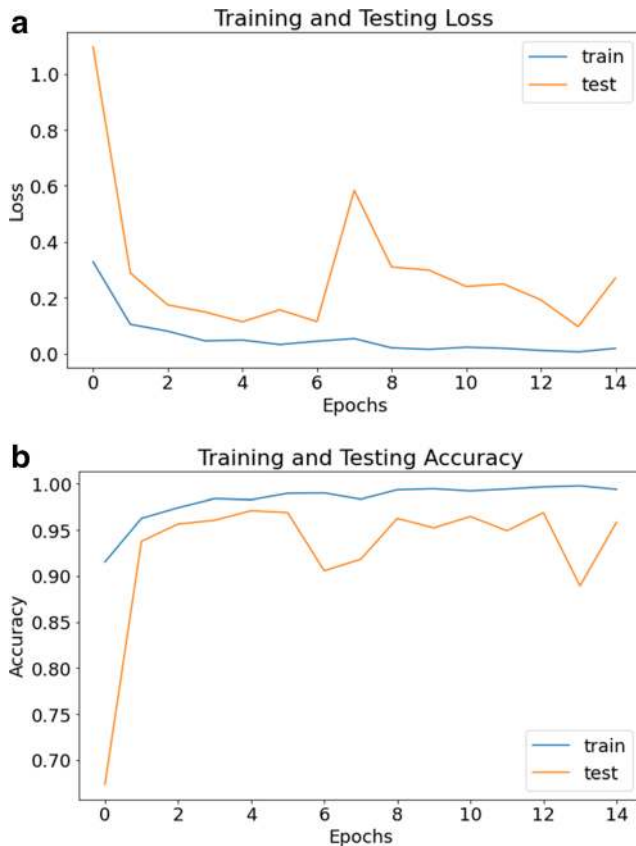 a
Training and Testing Loss
train
test
1.0
0.8
0.6
0.4
0.2
0.0
Loss
0 2 4 6 8 10 12 14
Epochs
b
Training and Testing Accuracy
1.00
0.95
0.90
0.85
0.80
0.75
0.70
Accuracy
train
test
0 2 4 6 8 10 12 14
Epochs